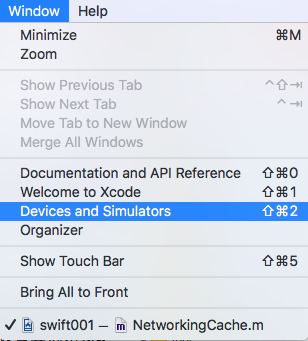 Window Help
Minimize ⌘M
Zoom
Show Previous Tab ⌃⇧⇥
Show Next Tab ⌃⇥
Move Tab to New Window
Merge All Windows
Documentation and API Reference ⇧⌘0
Welcome to Xcode ⇧⌘1
Devices and Simulators ⇧⌘2
Organizer
Show Touch Bar ⇧⌘5
Bring All to Front
✓ swift001 — m NetworkingCache.m